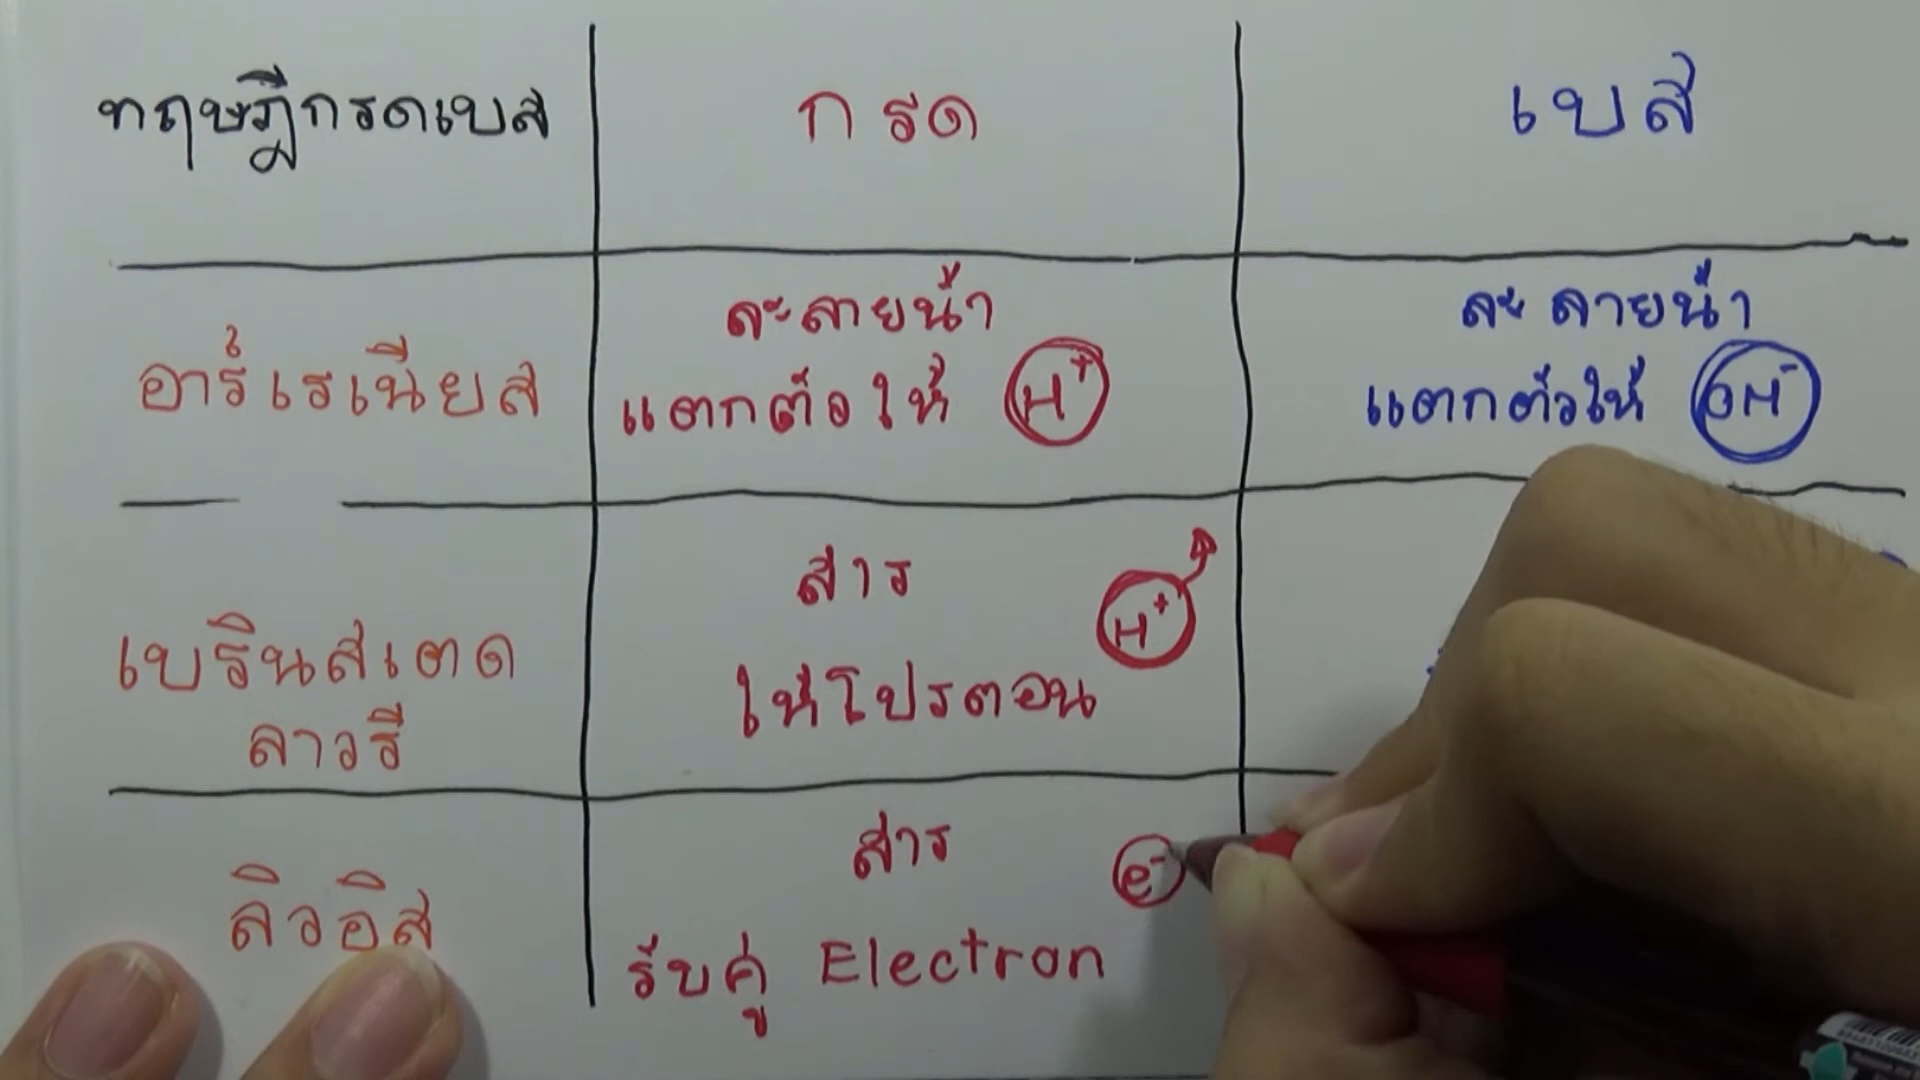 ทฤษฎีกรดเบส
กรด
เบส
อาร์เรเนียส
ละลายน้ำ
แตกตัวให้ H⁺
ละลายน้ำ
แตกตัวให้ OH⁻
เบรินสเตด
ลาวรี
สาร
H⁺
ให้โปรตอน
ลิวอิส
สาร
e⁻
รับคู่ Electron